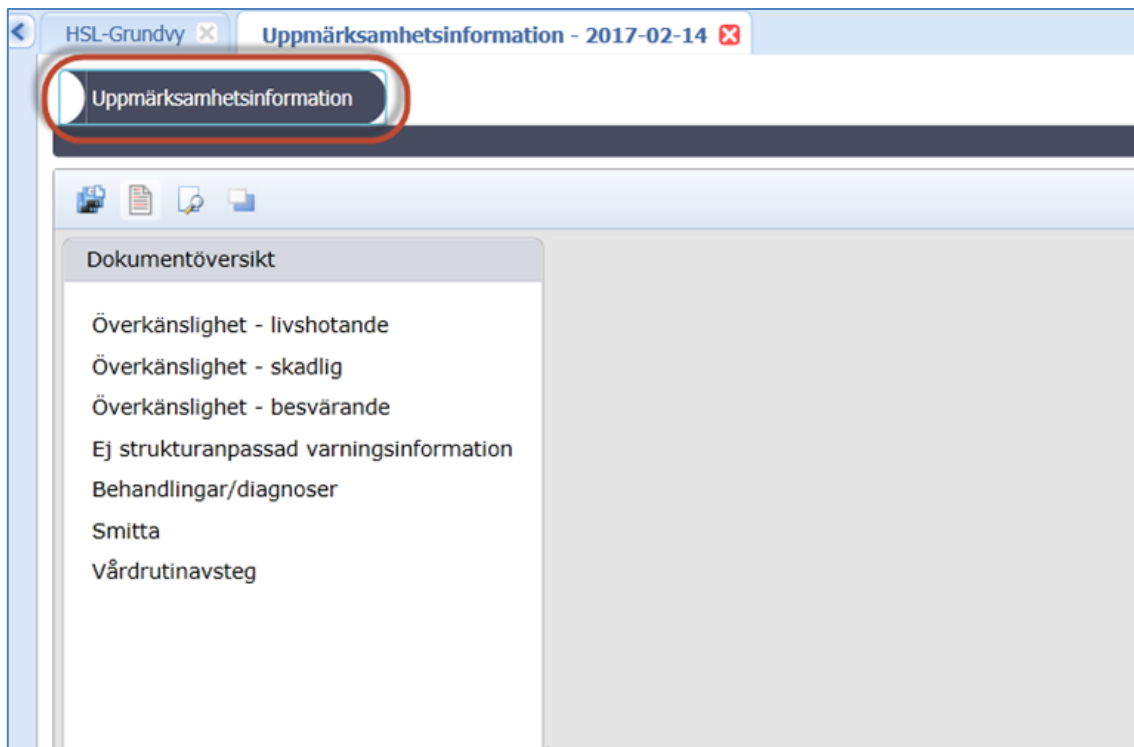 HSL-Grundvy Uppmärksamhetsinformation - 2017-02-14
Uppmärksamhetsinformation
Dokumentöversikt
Överkänslighet - livshotande
Överkänslighet - skadlig
Överkänslighet - besvärande
Ej strukturanpassad varningsinformation
Behandlingar/diagnoser
Smitta
Vårdrutinavsteg